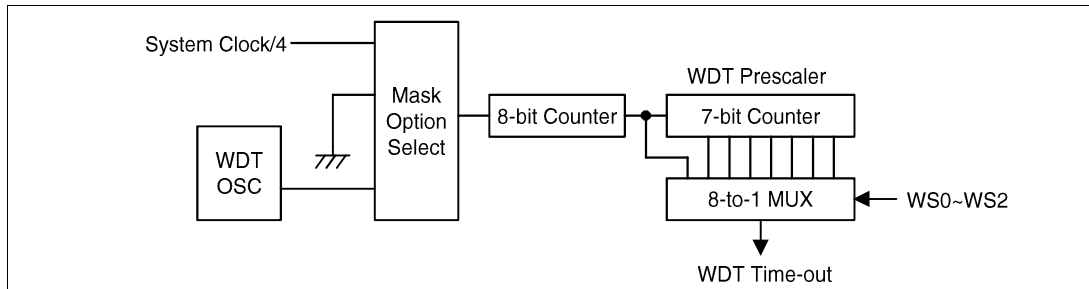 System Clock/4
WDT
OSC
Mask
Option
Select
8-bit Counter
WDT Prescaler
7-bit Counter
8-to-1 MUX
WS0~WS2
WDT Time-out